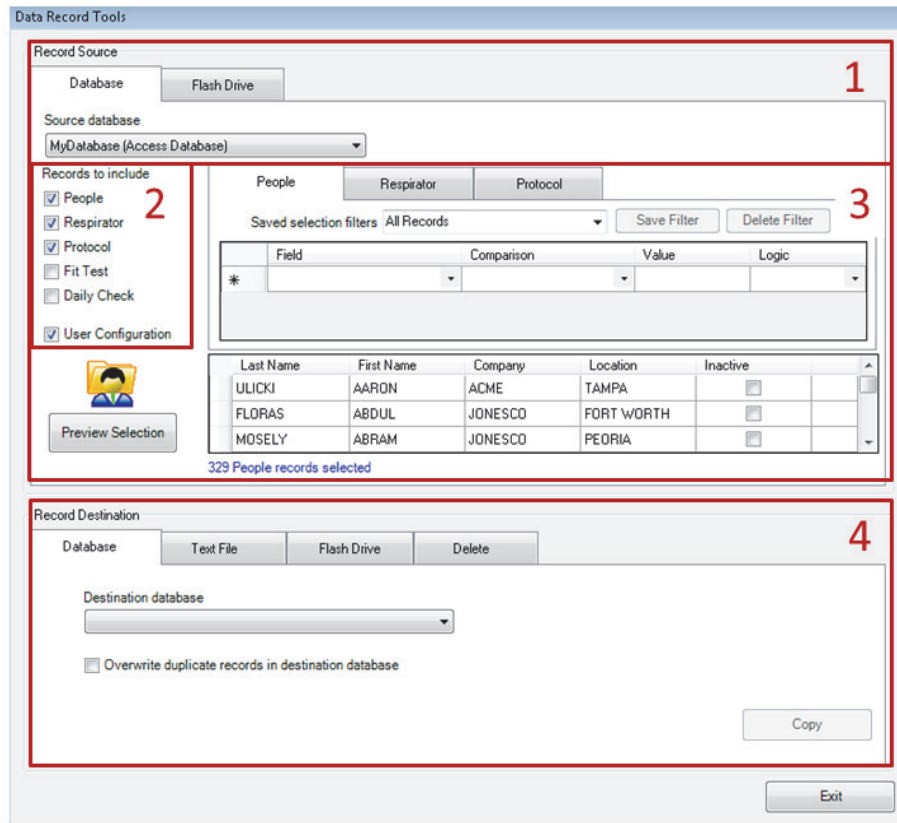 Data Record Tools
Record Source
1
Database Flash Drive
Source database
MyDatabase (Access Database)
Records to include
2
People
Respirator
Protocol
Fit Test
Daily Check
User Configuration
Preview Selection
People Respirator Protocol
3
Saved selection filters All Records Save Filter Delete Filter
Field Comparison Value Logic
*
Last Name First Name Company Location Inactive
ULICKI AARON ACME TAMPA
FLORAS ABDUL JONESCO FORT WORTH
MOSELY ABRAM JONESCO PEORIA
329 People records selected
Record Destination
4
Database Text File Flash Drive Delete
Destination database
Overwrite duplicate records in destination database
Copy
Exit